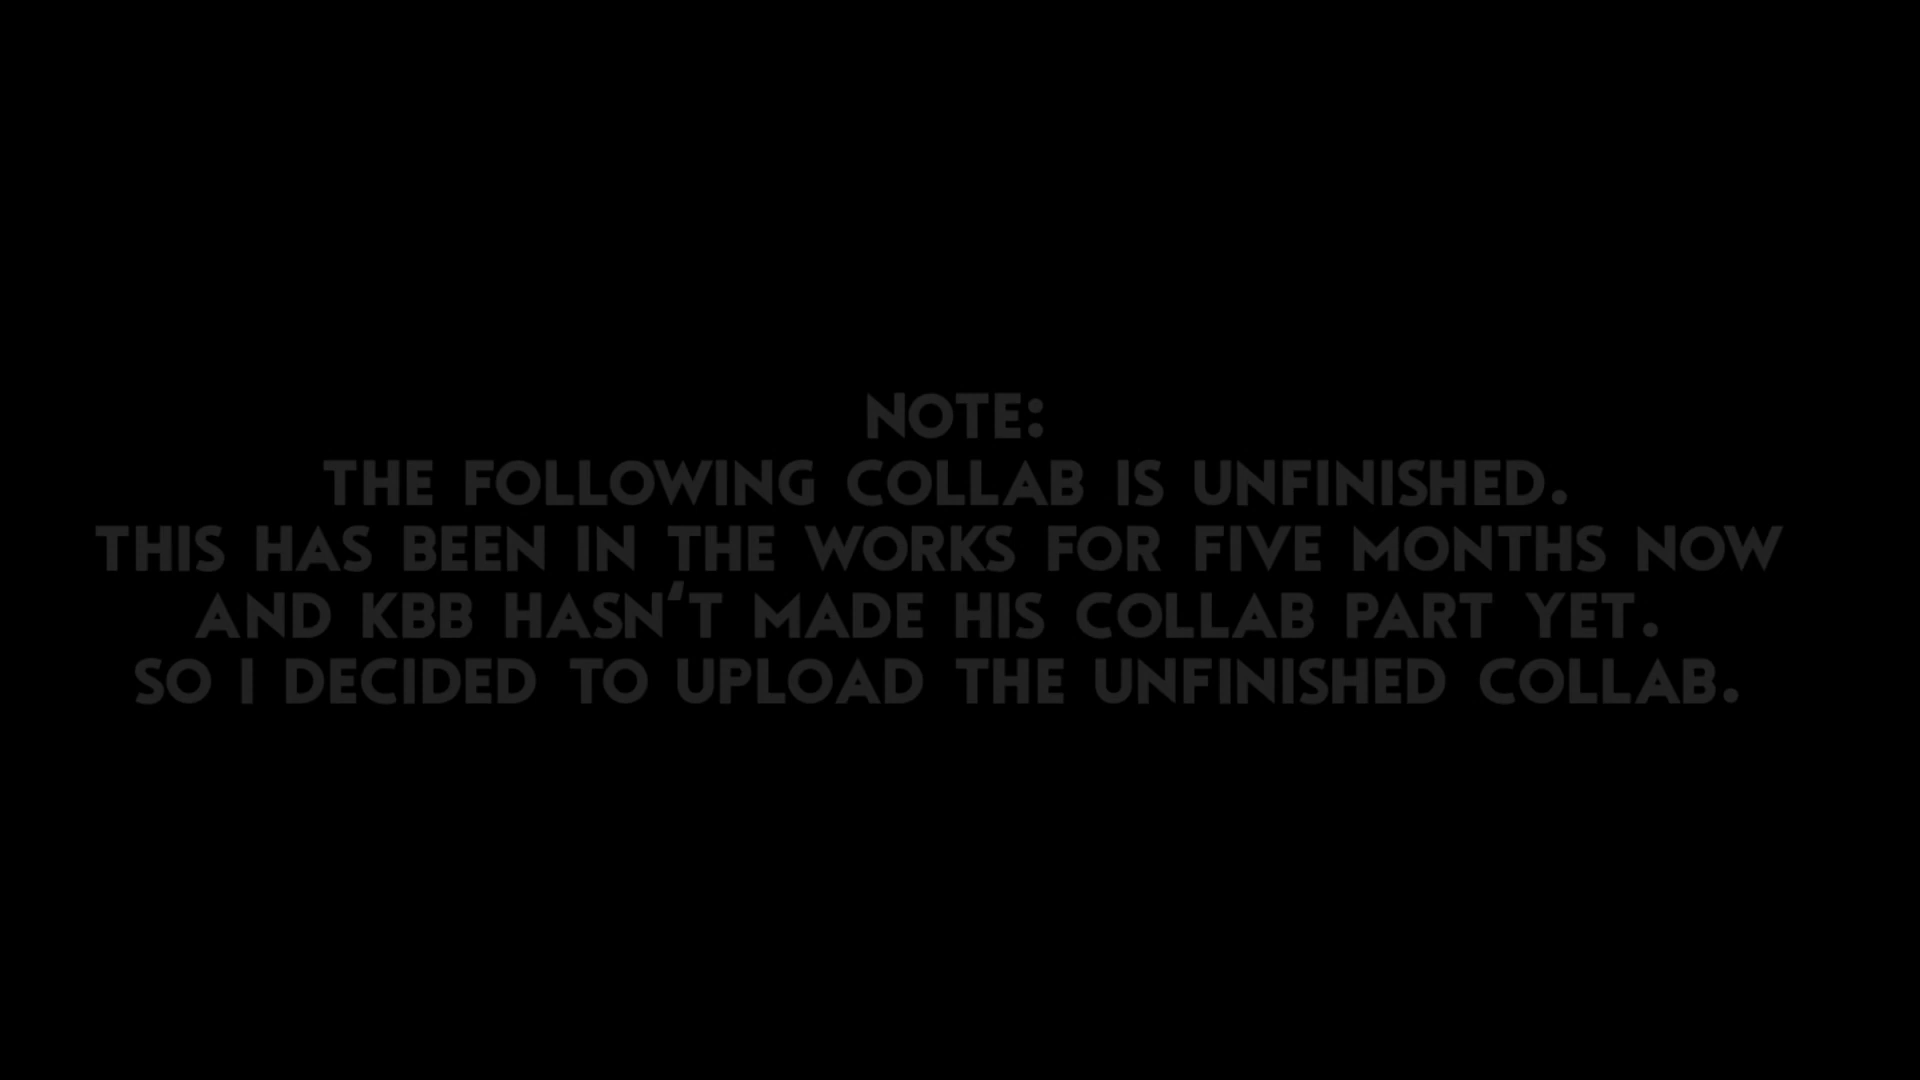 NOTE:
THE FOLLOWING COLLAB IS UNFINISHED.
THIS HAS BEEN IN THE WORKS FOR FIVE MONTHS NOW
AND KBB HASN'T MADE HIS COLLAB PART YET.
SO I DECIDED TO UPLOAD THE UNFINISHED COLLAB.